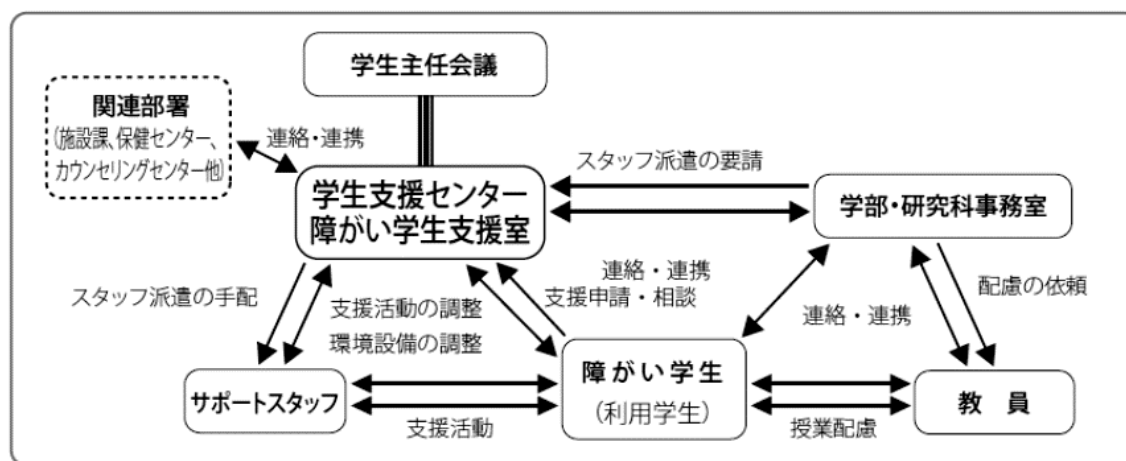 学生主任会議
関連部署
(施設課、保健センター、
カウンセリングセンター他)
連絡・連携
スタッフ派遣の要請
学生支援センター
障がい学生支援室
学部・研究科事務室
スタッフ派遣の手配
支援活動の調整
環境設備の調整
連絡・連携
支援申請・相談
連絡・連携
配慮の依頼
サポートスタッフ
支援活動
障がい学生
(利用学生)
授業配慮
教 員